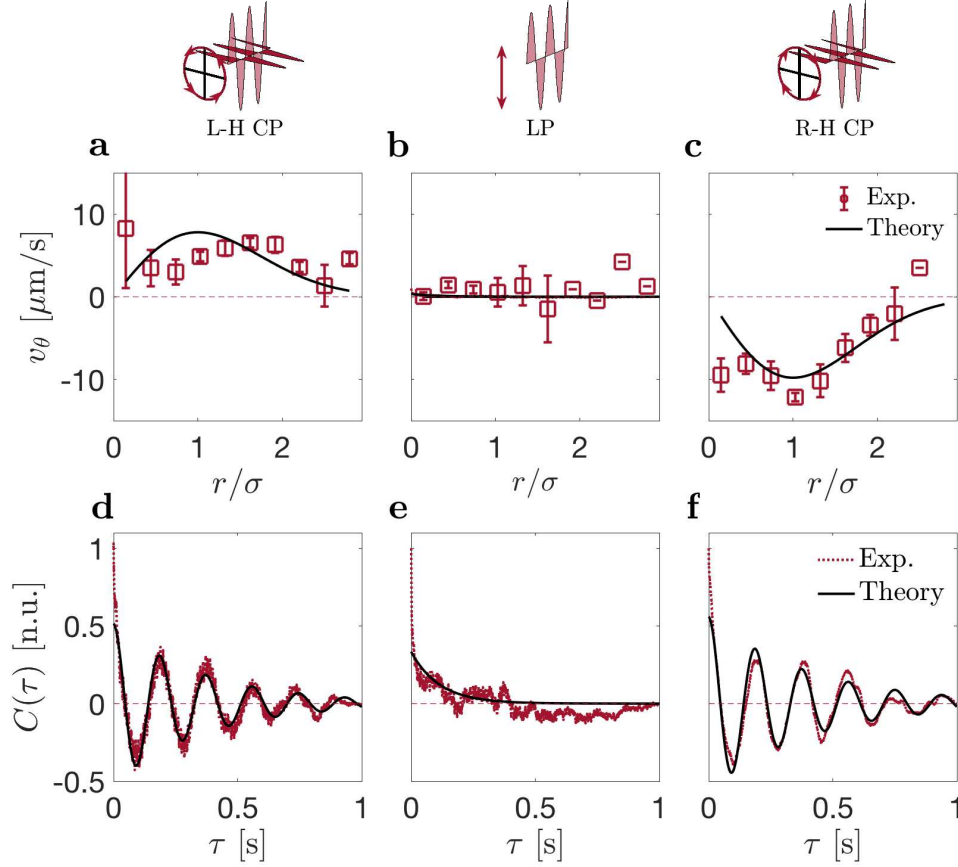 L-H CP
LP
R-H CP
a
b
c
10
0
-10
v_θ [μm/s]
Exp.
Theory
0 1 2
0 1 2
0 1 2
r/σ
r/σ
r/σ
d
e
f
1
0.5
0
-0.5
C(τ) [n.u.]
Exp.
Theory
0 0.5 1
0 0.5 1
0 0.5 1
τ [s]
τ [s]
τ [s]